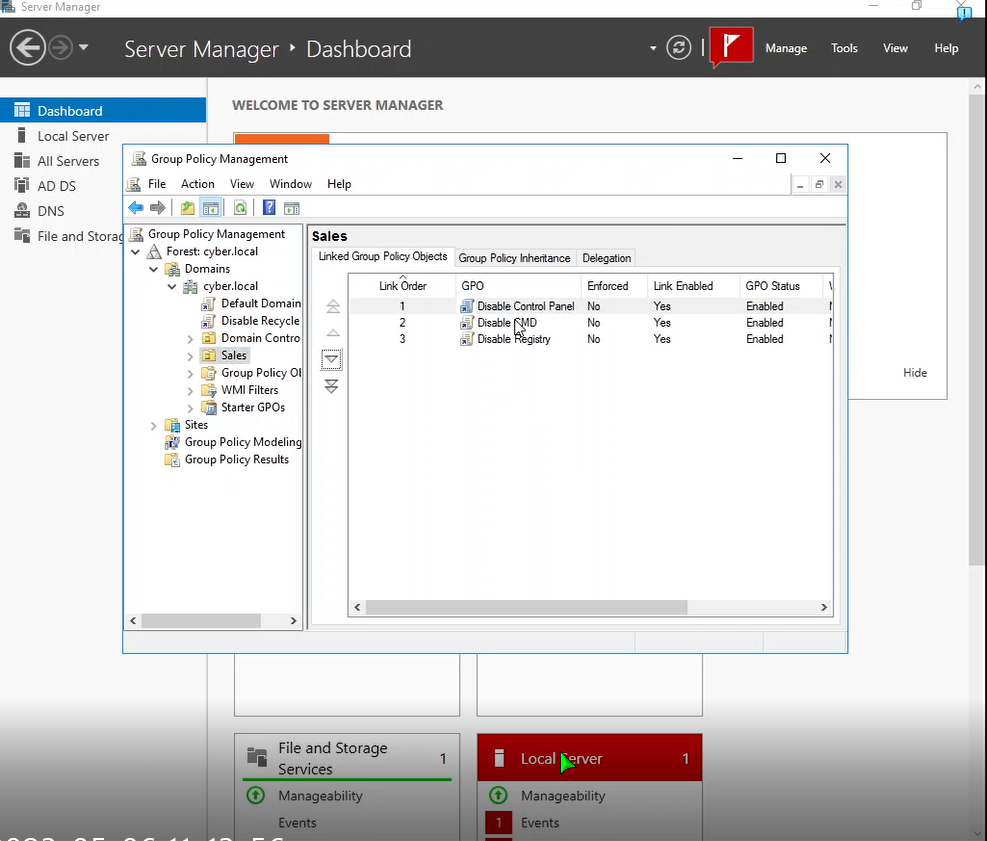 Server Manager
Server Manager ‣ Dashboard
Manage Tools View Help
Dashboard
Local Server
All Servers
AD DS
DNS
File and Storag
WELCOME TO SERVER MANAGER
Group Policy Management
File Action View Window Help
Group Policy Management
Forest: cyber.local
Domains
cyber.local
Default Domain
Disable Recycle
Domain Contro
Sales
Group Policy Ob
WMI Filters
Starter GPOs
Sites
Group Policy Modeling
Group Policy Results
Sales
Linked Group Policy Objects Group Policy Inheritance Delegation
Link Order GPO Enforced Link Enabled GPO Status
1 Disable Control Panel No Yes Enabled
2 Disable CMD No Yes Enabled
3 Disable Registry No Yes Enabled
Hide
File and Storage
Services
1
Manageability
Events
Local Server 1
Manageability
1 Events